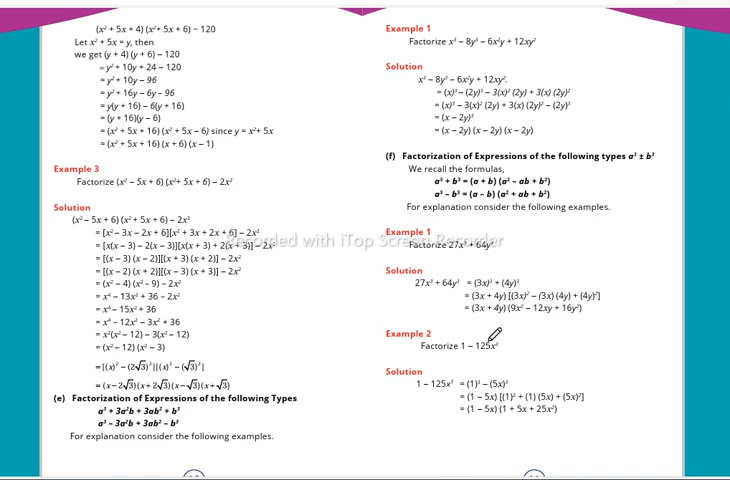 (x² + 5x + 4) (x²+ 5x + 6) − 120
Let x² + 5x = y, then
we get (y + 4) (y + 6) – 120
= y²+ 10y + 24 – 120
= y²+ 10y – 96
= y²+ 16y – 6y – 96
= y(y + 16) – 6(y + 16)
= (y + 16)(y – 6)
= (x² + 5x + 16) (x² + 5x – 6) since y = x²+ 5x
= (x² + 5x + 16) (x + 6) (x – 1)
Example 3
Factorize (x² – 5x + 6) (x²+ 5x + 6) – 2x²
Solution
(x² – 5x + 6) (x²+ 5x + 6) – 2x²
= [x² – 3x – 2x + 6][x² + 3x + 2x + 6] – 2x²
= [x(x – 3) – 2(x – 3)][x(x + 3) + 2(x + 3)] – 2x²
= [(x – 3) (x – 2)][(x + 3) (x + 2)] – 2x²
= [(x – 2) (x + 2)][(x – 3) (x + 3)] – 2x²
= (x² – 4) (x² – 9) – 2x²
= x⁴ – 13x² + 36 – 2x²
= x⁴ – 15x² + 36
= x⁴ – 12x² – 3x² + 36
= x²(x² – 12) – 3(x² – 12)
= (x² – 12) (x² – 3)
= [(x)² – (2√3)²][(x)² – (√3)²]
= (x – 2√3)(x + 2√3)(x – √3)(x + √3)
(e) Factorization of Expressions of the following Types
a³ + 3a²b + 3ab² + b³
a³ – 3a²b + 3ab² – b³
For explanation consider the following examples.
Example 1
Factorize x³ – 8y³ – 6x²y + 12xy²
Solution
x³ – 8y³ – 6x²y + 12xy².
= (x)³ – (2y)³ – 3(x)² (2y) + 3(x) (2y)²
= (x)³ – 3(x)² (2y) + 3(x) (2y)² – (2y)³
= (x – 2y)³
= (x – 2y) (x – 2y) (x – 2y)
(f) Factorization of Expressions of the following types a³ ± b³
We recall the formulas,
a³ + b³ = (a + b) (a² – ab + b²)
a³ – b³ = (a – b) (a² + ab + b²)
For explanation consider the following examples.
Recorded with iTop Screen Recorder
Example 1
Factorize 27x³ + 64y³
Solution
27x³ + 64y³ = (3x)³ + (4y)³
= (3x + 4y) [(3x)² – (3x) (4y) + (4y)²]
= (3x + 4y) (9x² – 12xy + 16y²)
Example 2
Factorize 1 – 125x³
Solution
1 – 125x³ = (1)³ – (5x)³
= (1 – 5x) [(1)² + (1) (5x) + (5x)²]
= (1 – 5x) (1 + 5x + 25x²)